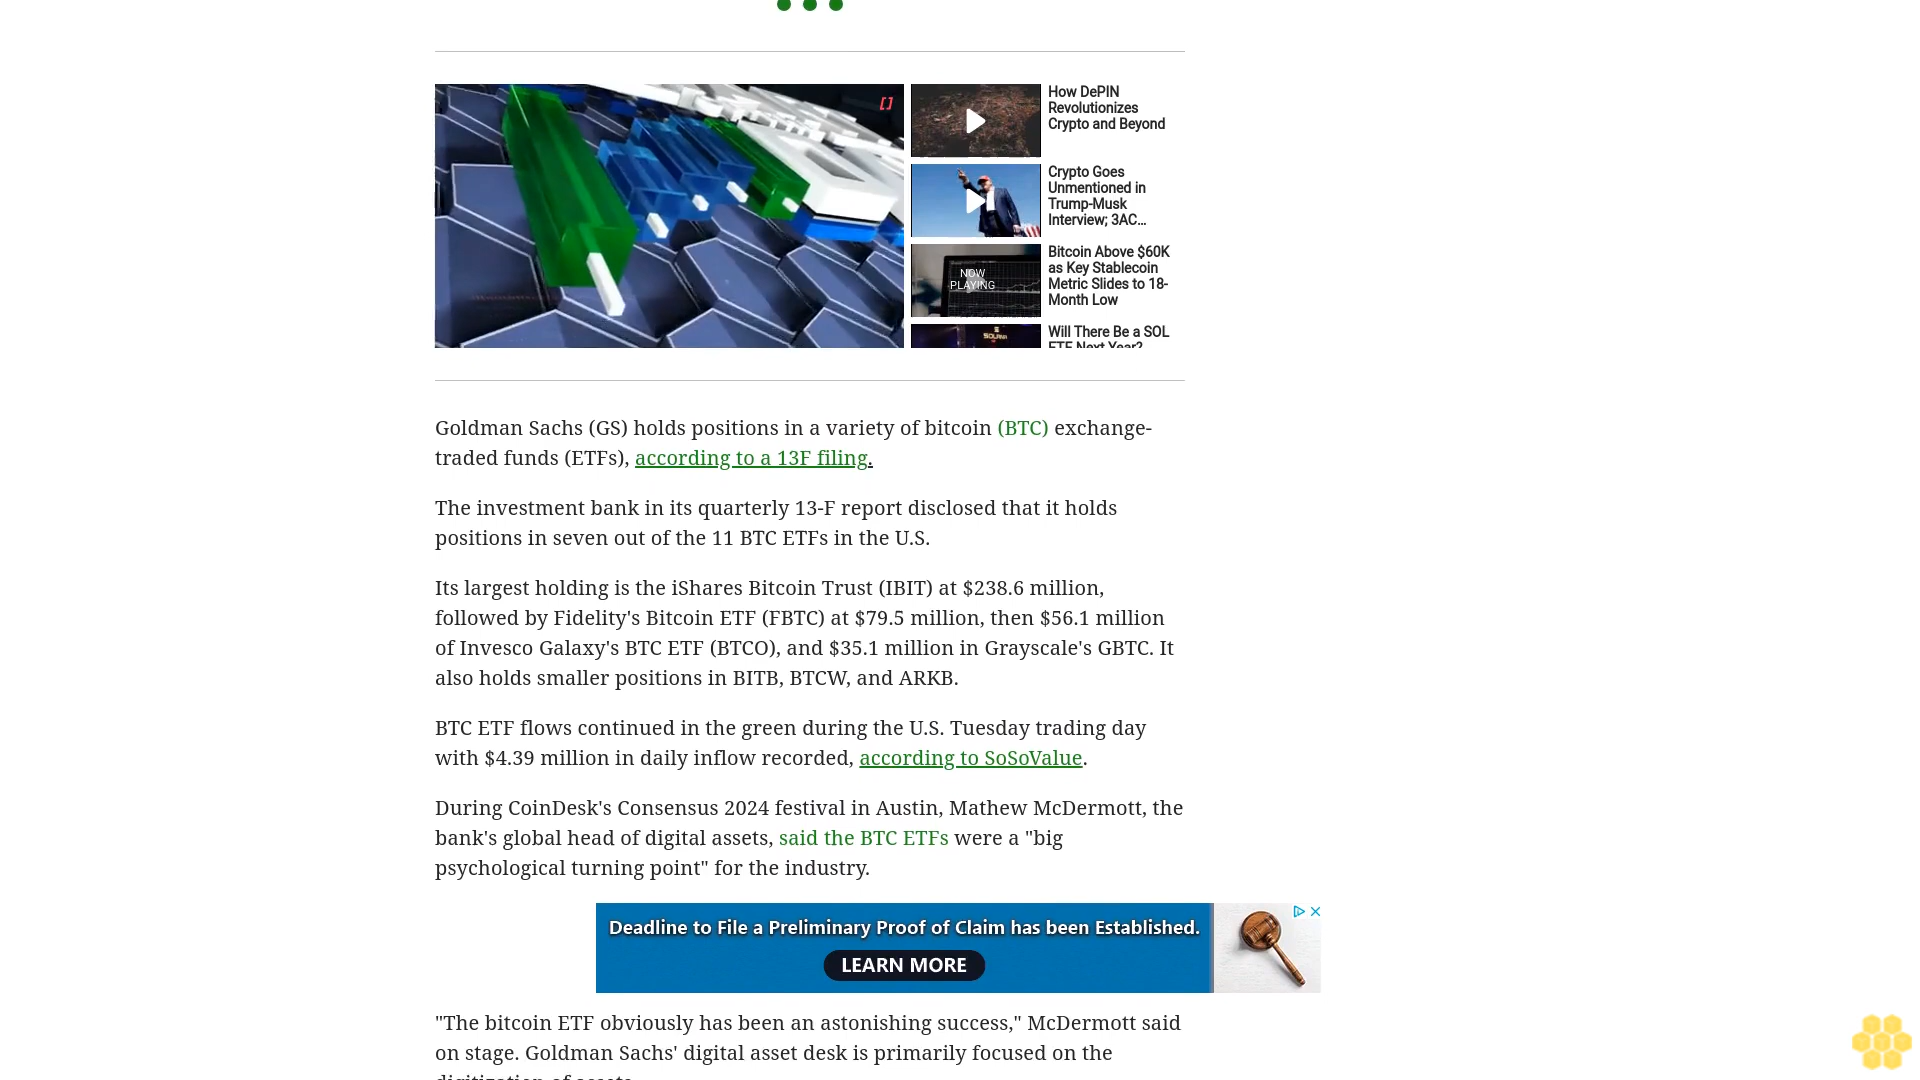 How DePIN
Revolutionizes
Crypto and Beyond
Crypto Goes
Unmentioned in
Trump-Musk
Interview; 3AC...
NOW
PLAYING
Bitcoin Above $60K
as Key Stablecoin
Metric Slides to 18-
Month Low
SOLANA
Will There Be a SOL
ETF Next Year?
Goldman Sachs (GS) holds positions in a variety of bitcoin (BTC) exchange-
traded funds (ETFs), according to a 13F filing.
The investment bank in its quarterly 13-F report disclosed that it holds
positions in seven out of the 11 BTC ETFs in the U.S.
Its largest holding is the iShares Bitcoin Trust (IBIT) at $238.6 million,
followed by Fidelity's Bitcoin ETF (FBTC) at $79.5 million, then $56.1 million
of Invesco Galaxy's BTC ETF (BTCO), and $35.1 million in Grayscale's GBTC. It
also holds smaller positions in BITB, BTCW, and ARKB.
BTC ETF flows continued in the green during the U.S. Tuesday trading day
with $4.39 million in daily inflow recorded, according to SoSoValue.
During CoinDesk's Consensus 2024 festival in Austin, Mathew McDermott, the
bank's global head of digital assets, said the BTC ETFs were a "big
psychological turning point" for the industry.
Deadline to File a Preliminary Proof of Claim has been Established.
LEARN MORE
"The bitcoin ETF obviously has been an astonishing success," McDermott said
on stage. Goldman Sachs' digital asset desk is primarily focused on the
digitization of assets.